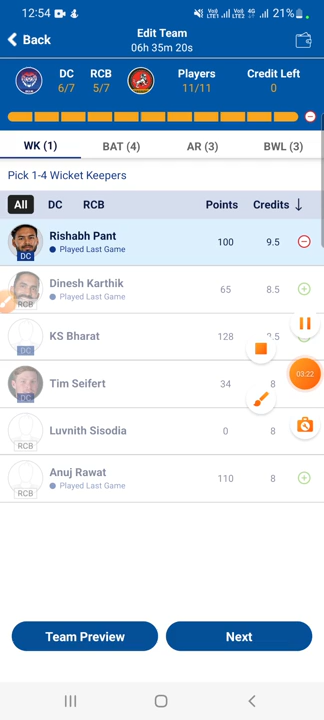 12:54 21%
Edit Team
Back
06h 35m 20s
DC RCB Players Credit Left
6/7 5/7 11/11 0
WK (1) BAT (4) AR (3) BWL (3)
Pick 1-4 Wicket Keepers
All DC RCB Points Credits ↓
Rishabh Pant
Played Last Game
100 9.5
DC
Dinesh Karthik
Played Last Game
65 8.5
RCB
KS Bharat
128
DC
Tim Seifert
34 8
DC
03:22
Luvnith Sisodia
0 8
RCB
Anuj Rawat
Played Last Game
110 8
RCB
Team Preview Next